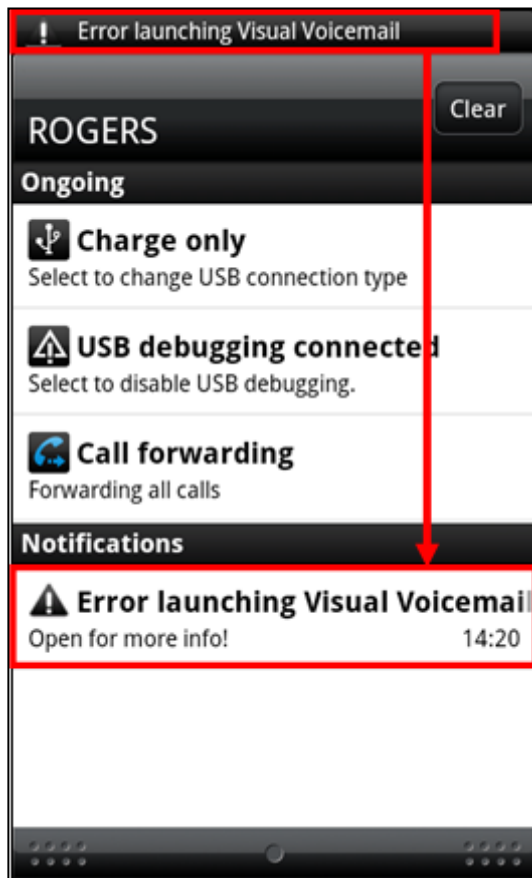 Error launching Visual Voicemail
Clear
ROGERS
Ongoing
Charge only
Select to change USB connection type
USB debugging connected
Select to disable USB debugging.
Call forwarding
Forwarding all calls
Notifications
Error launching Visual Voicemail
Open for more info! 14:20